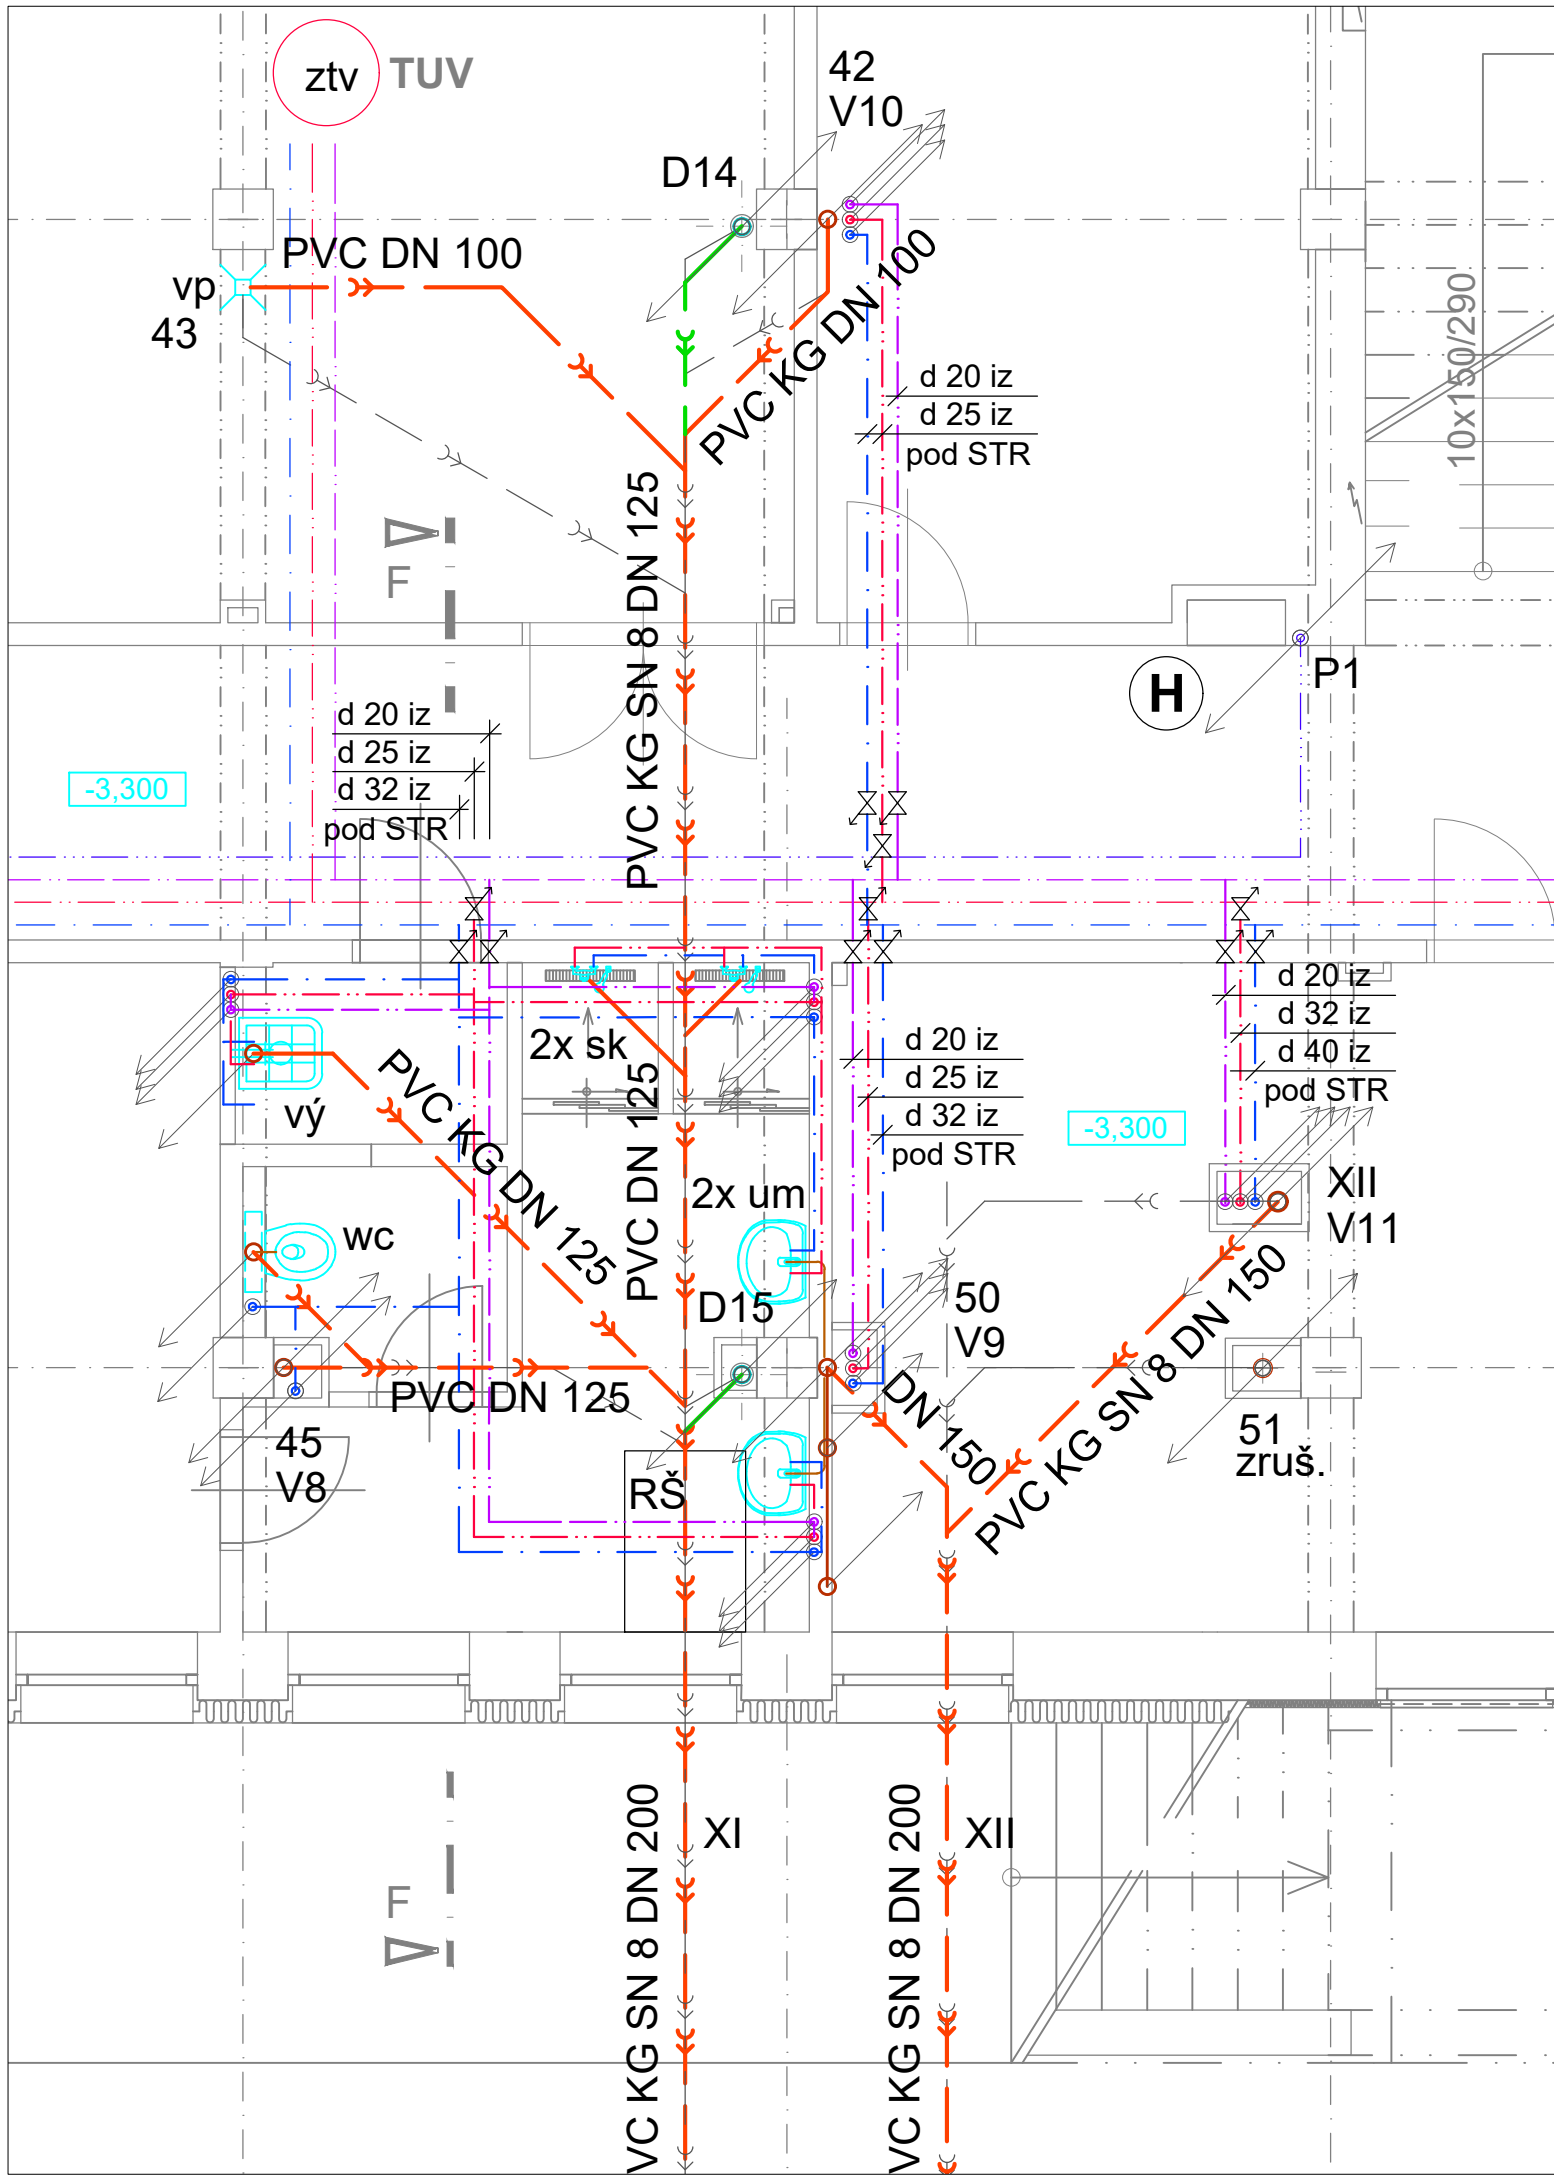 ztv
TUV
42
V10
D14
PVC DN 100
vp
43
PVC KG DN 100
d 20 iz
d 25 iz
pod STR
10x150/290
F
PVC KG SN 8 DN 125
P1
H
d 20 iz
d 25 iz
d 32 iz
pod STR
-3,300
2x sk
d 20 iz
d 32 iz
d 40 iz
pod STR
d 20 iz
d 25 iz
d 32 iz
pod STR
-3,300
vý
PVC KG DN 125
PVC DN 125
2x um
XII
V11
wc
D15
50
V9
PVC KG SN 8 DN 150
PVC DN 125
DN 150
45
V8
51
zruš.
RŠ
XI
XII
VC KG SN 8 DN 200
VC KG SN 8 DN 200
F